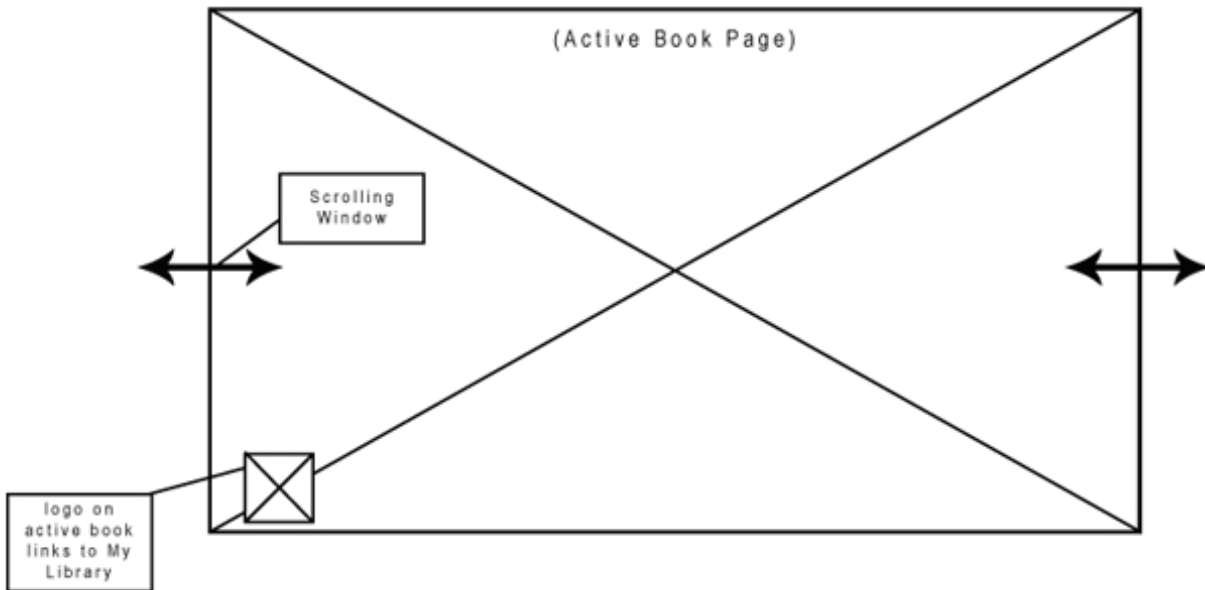 (Active Book Page)
Scrolling
Window
logo on
active book
links to My
Library